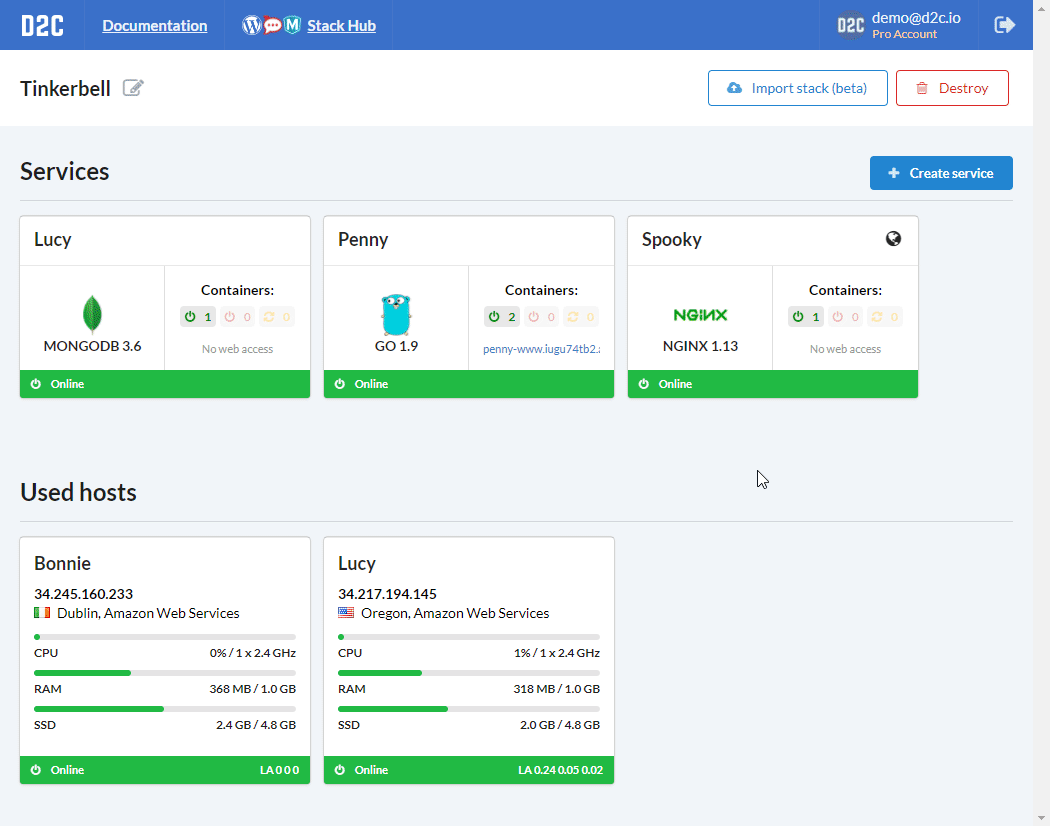 D2C Documentation Stack Hub D2C demo@d2c.io
Pro Account
Tinkerbell Import stack (beta) Destroy
Services Create service
Lucy
Containers:
1 0 0
MONGODB 3.6
No web access
Online
Penny
Containers:
2 0 0
GO 1.9
penny-www.iugu74tb2.
Online
Spooky
Containers:
1 0 0
NGINX
NGINX 1.13
No web access
Online
Used hosts
Bonnie
34.245.160.233
Dublin, Amazon Web Services
CPU 0% / 1 x 2.4 GHz
RAM 368 MB / 1.0 GB
SSD 2.4 GB / 4.8 GB
Online LA 0 0 0
Lucy
34.217.194.145
Oregon, Amazon Web Services
CPU 1% / 1 x 2.4 GHz
RAM 318 MB / 1.0 GB
SSD 2.0 GB / 4.8 GB
Online LA 0.24 0.05 0.02